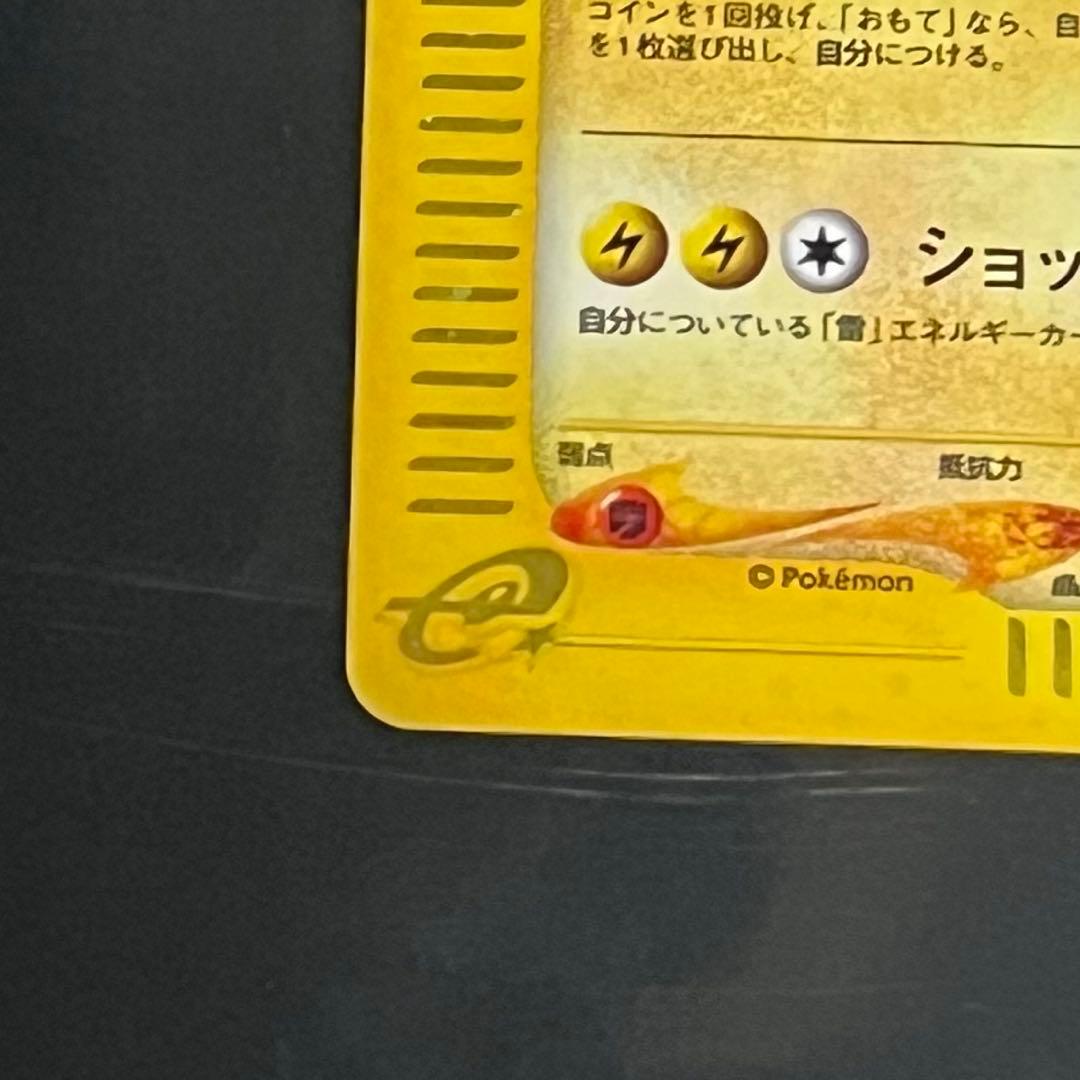 コインを1回投げ、「おもて」なら、自
を1枚選び出し、自分につける。
ショッ
自分についている「雷」エネルギーカー
弱点
抵抗力
© Pokémon